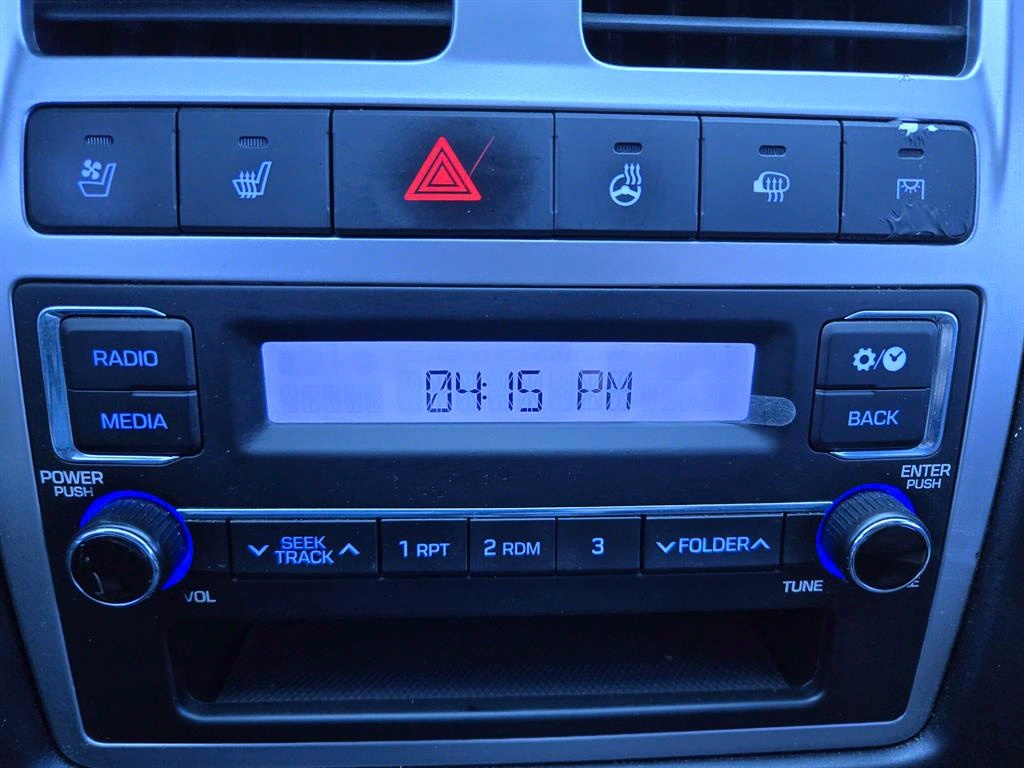 RADIO
MEDIA
04:15 PM
BACK
POWER
PUSH
ENTER
PUSH
SEEK
TRACK
1 RPT
2 RDM
3
FOLDER
VOL
TUNE